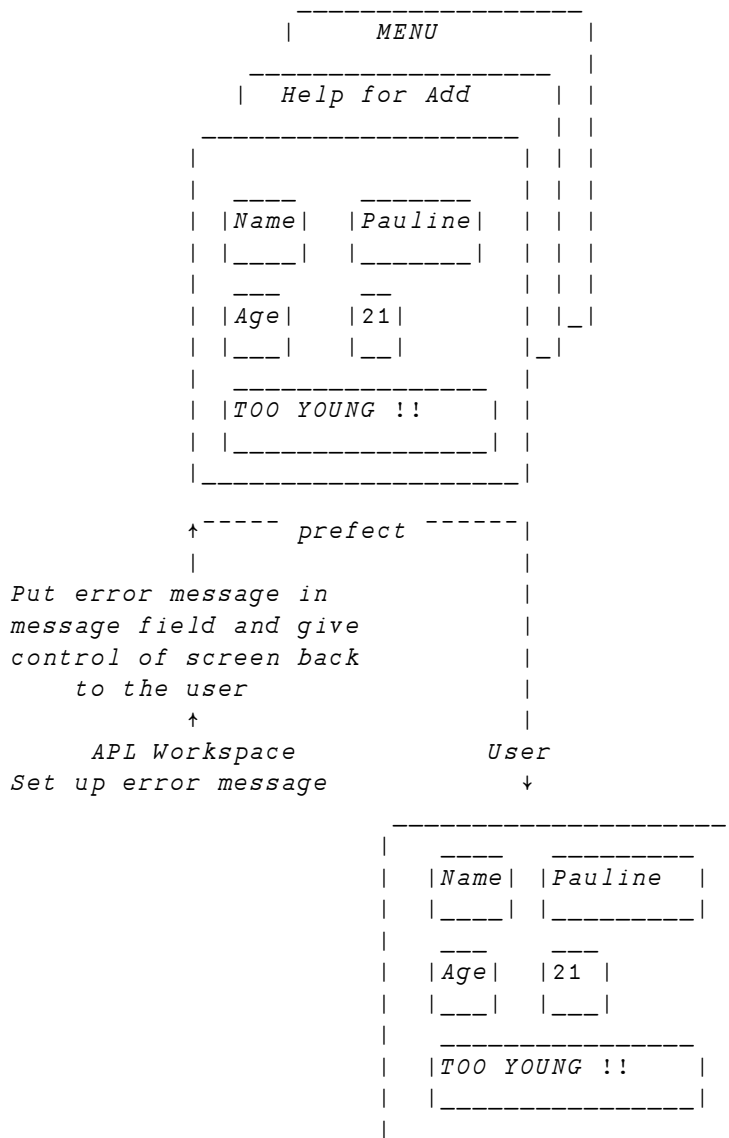 MENU
Help for Add
Name Pauline
Age 21
TOO YOUNG !!
prefect
Put error message in
message field and give
control of screen back
to the user
APL Workspace User
Set up error message
Name Pauline
Age 21
TOO YOUNG !!